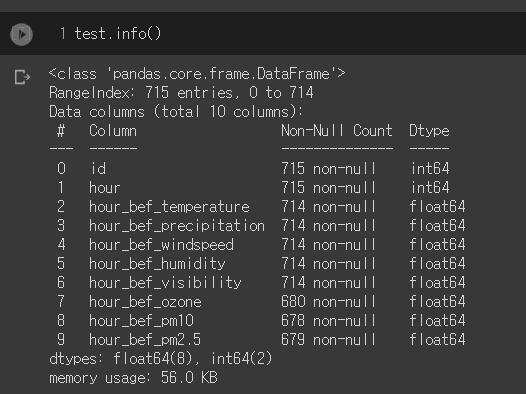 1 test.info()
<class 'pandas.core.frame.DataFrame'>
RangeIndex: 715 entries, 0 to 714
Data columns (total 10 columns):
 #   Column                  Non-Null Count  Dtype
---  ------                  --------------  -----
 0   id                      715 non-null    int64
 1   hour                    715 non-null    int64
 2   hour_bef_temperature    714 non-null    float64
 3   hour_bef_precipitation  714 non-null    float64
 4   hour_bef_windspeed      714 non-null    float64
 5   hour_bef_humidity       714 non-null    float64
 6   hour_bef_visibility     714 non-null    float64
 7   hour_bef_ozone          680 non-null    float64
 8   hour_bef_pm10           678 non-null    float64
 9   hour_bef_pm2.5          679 non-null    float64
dtypes: float64(8), int64(2)
memory usage: 56.0 KB